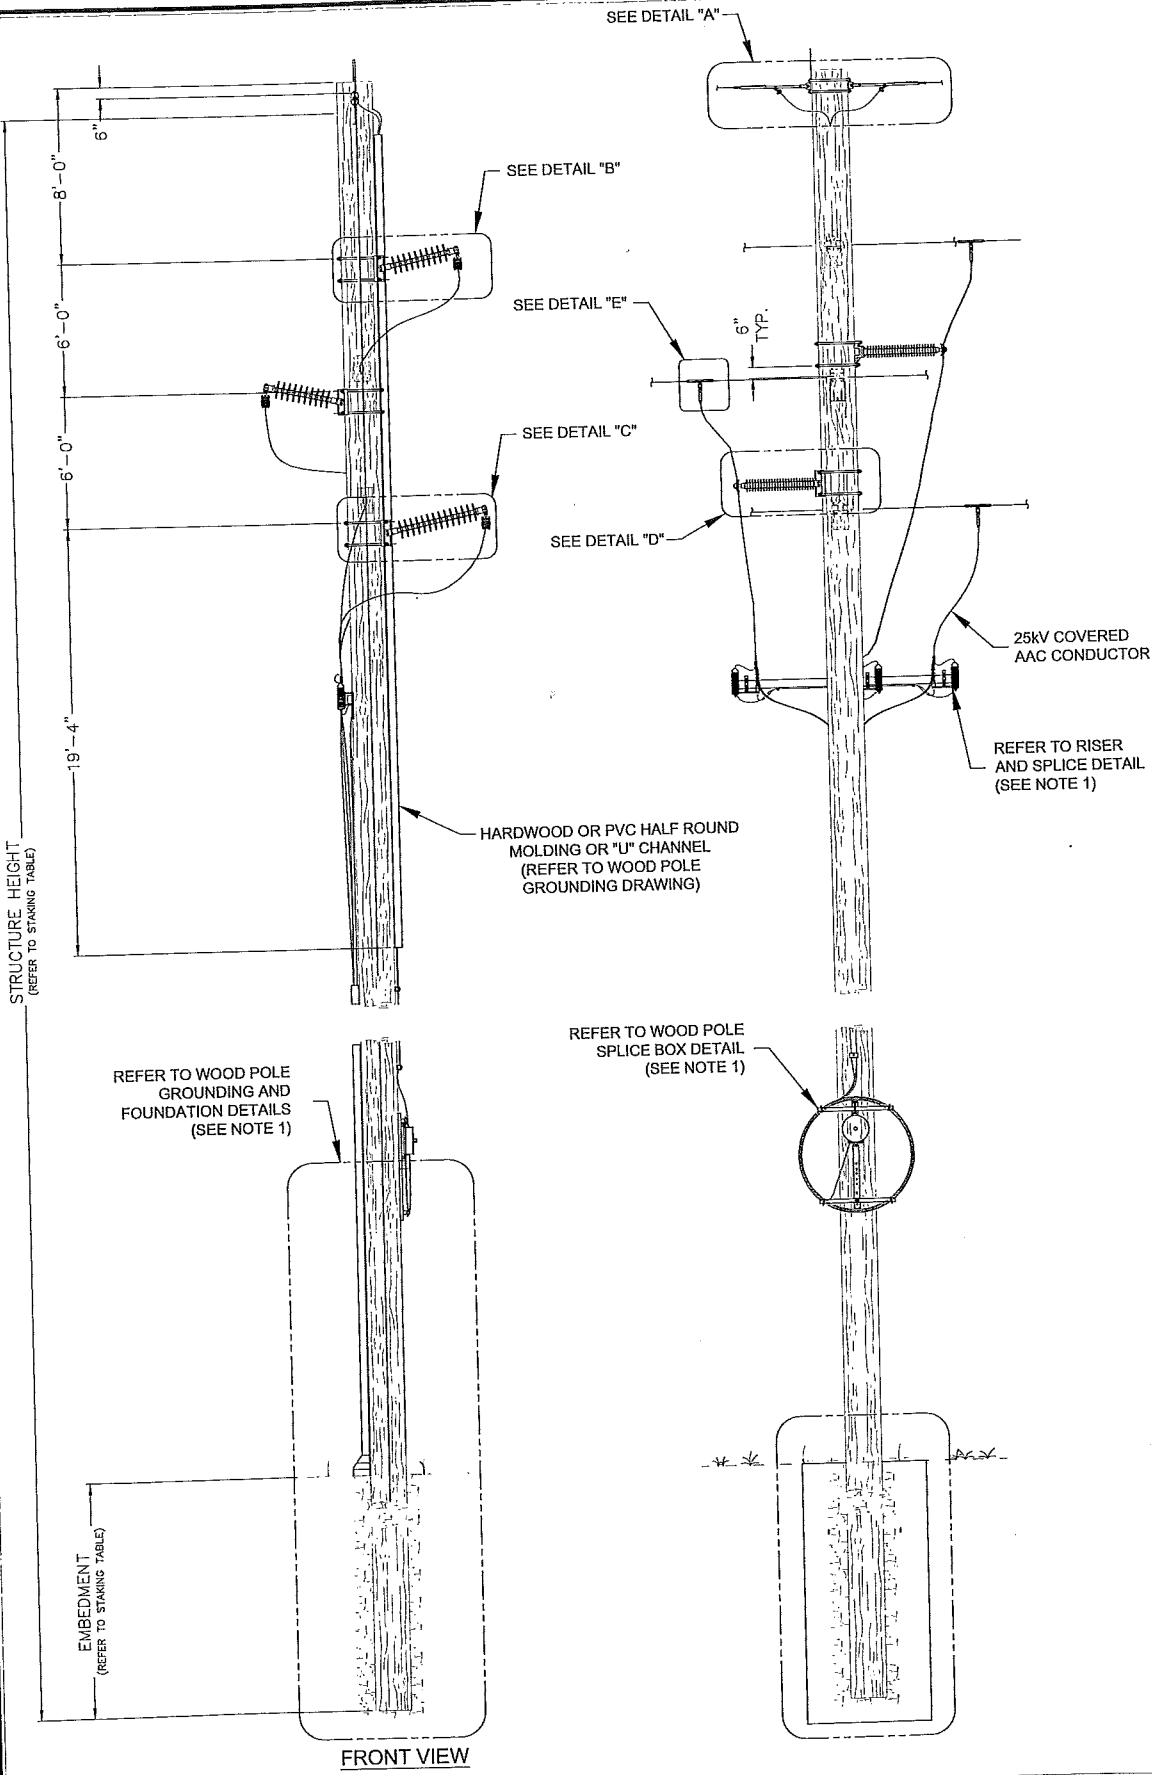 SEE DETAIL "A"
6"
8'-0"
SEE DETAIL "B"
6'-0"
SEE DETAIL "E"
6"
TYP.
6'-0"
SEE DETAIL "C"
SEE DETAIL "D"
25kV COVERED
AAC CONDUCTOR
19'-4"
REFER TO RISER
AND SPLICE DETAIL
(SEE NOTE 1)
HARDWOOD OR PVC HALF ROUND
MOLDING OR "U" CHANNEL
(REFER TO WOOD POLE
GROUNDING DRAWING)
STRUCTURE HEIGHT
(REFER TO STAKING TABLE)
REFER TO WOOD POLE
SPLICE BOX DETAIL
(SEE NOTE 1)
REFER TO WOOD POLE
GROUNDING AND
FOUNDATION DETAILS
(SEE NOTE 1)
EMBEDMENT
(REFER TO STAKING TABLE)
FRONT VIEW